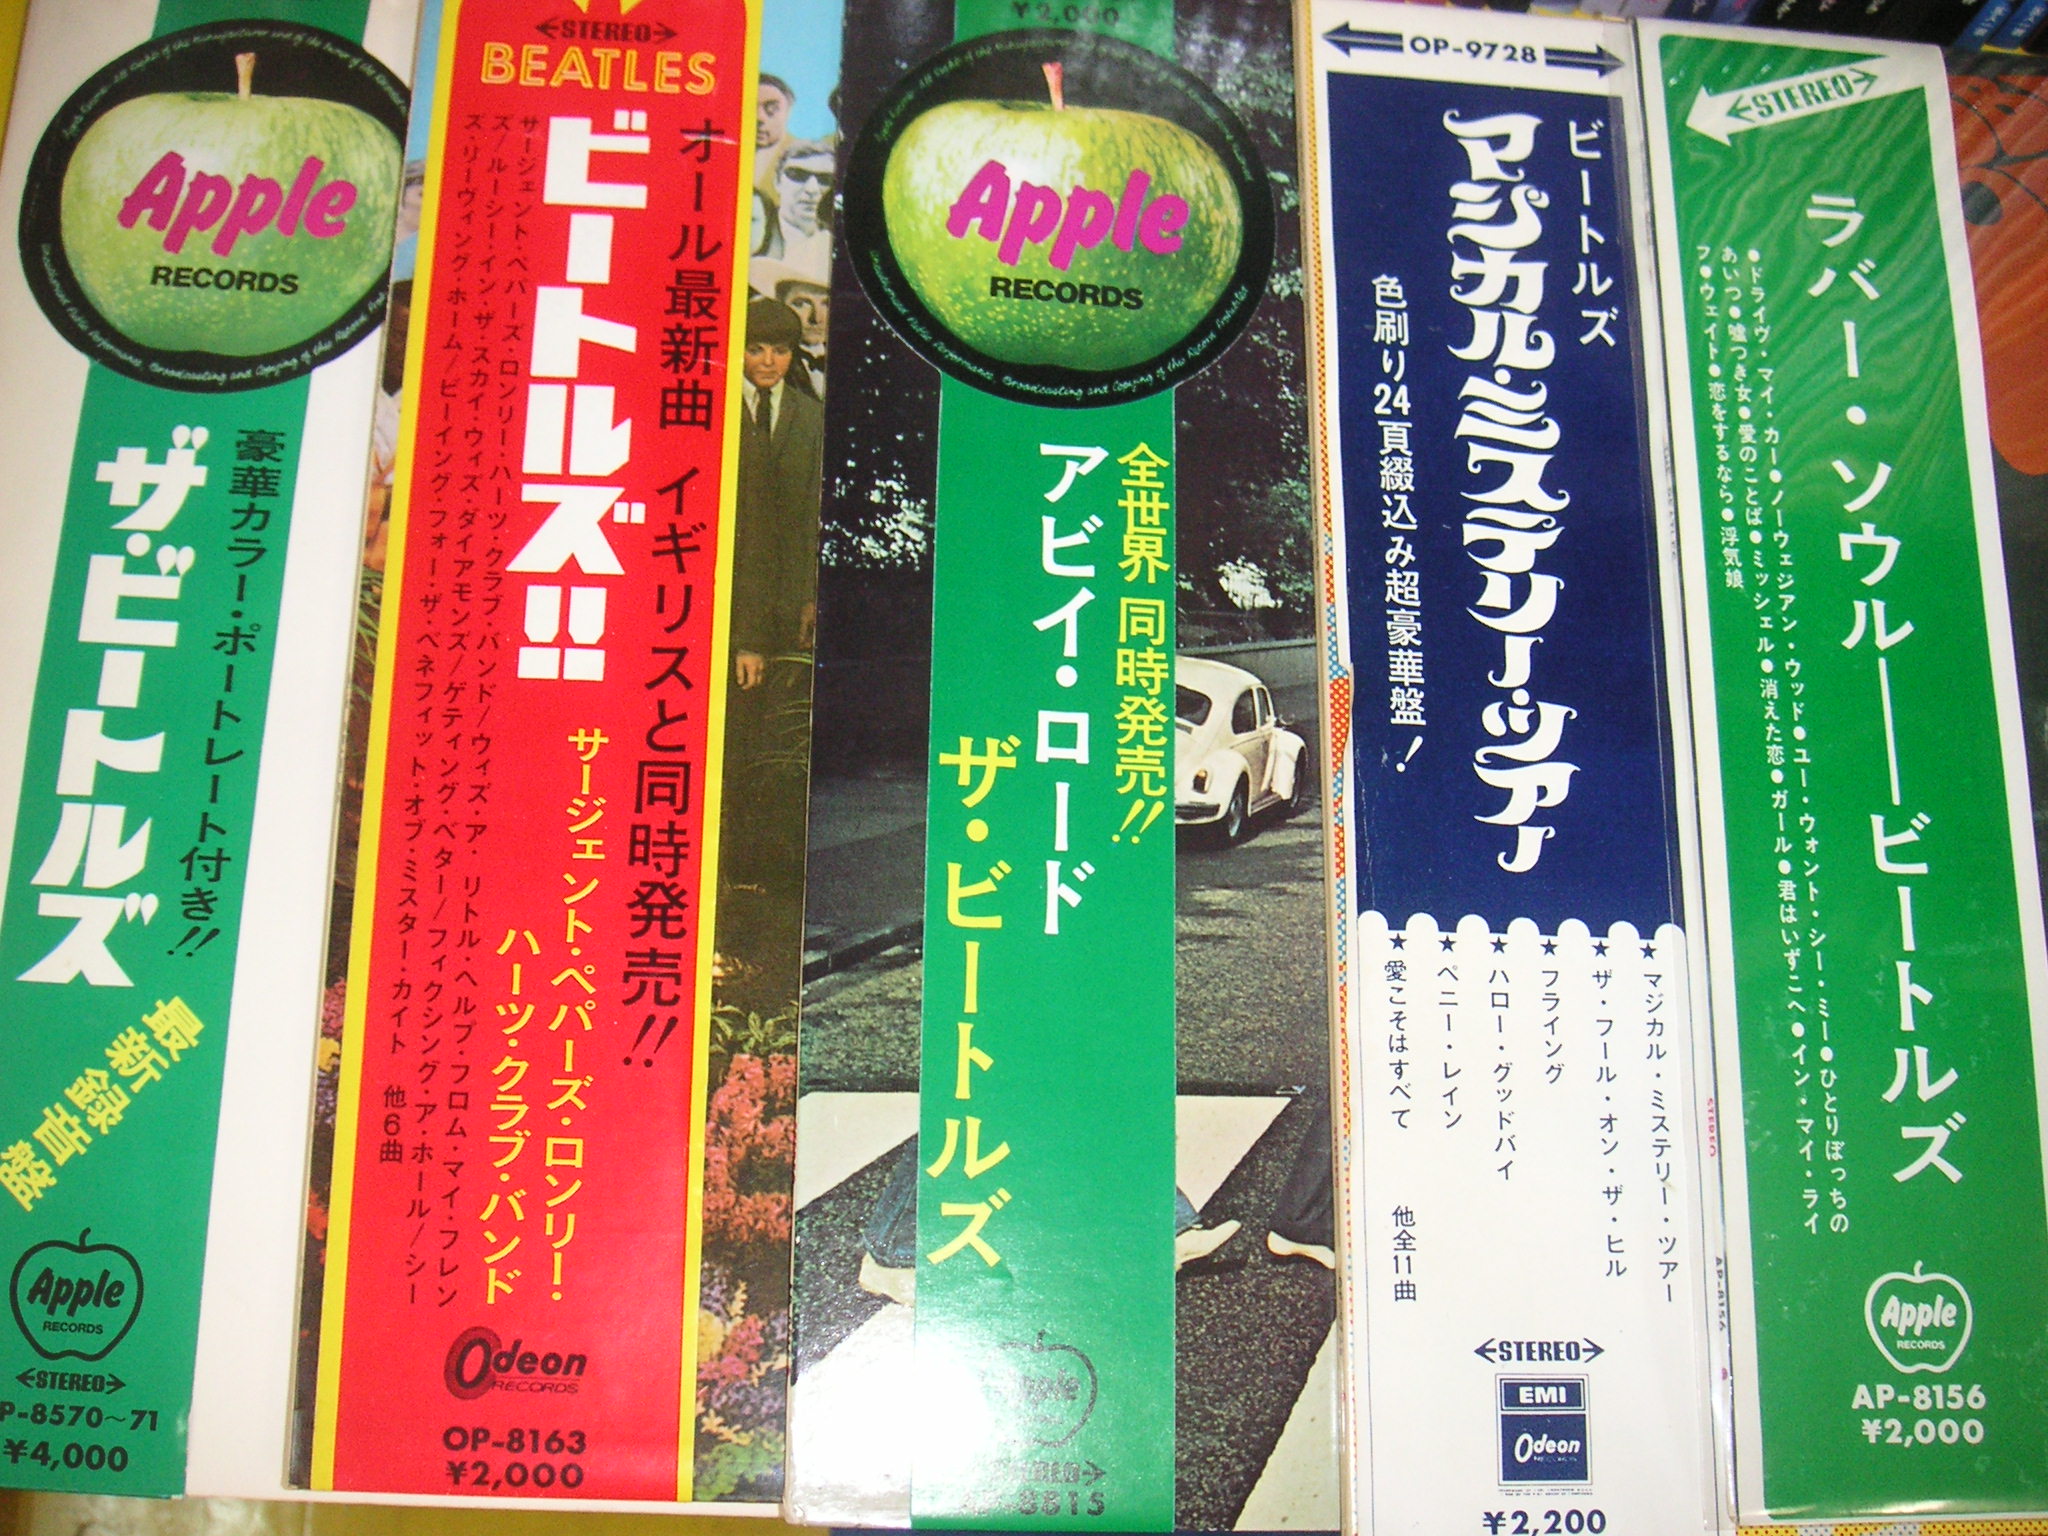 Apple
RECORDS
豪華カラー・ポートレート付き!!
ザ・ビートルズ
最新録音盤
Apple
RECORDS
STEREO
P-8570~71
¥4,000
STEREO
BEATLES
オール最新曲 イギリスと同時発売!!
ビートルズ!!
サージェント・ペパーズ・ロンリー・
ハーツ・クラブ・バンド
サージェント・ペパーズ・ロンリー・ハーツ・クラブ・バンド/ウィズ・ア・リトル・ヘルプ・フロム・マイ・フレン
ズ/ルーシー・イン・ザ・スカイ・ウィズ・ダイアモンズ/ゲティング・ベター/フィクシング・ア・ホール/シー
ズ・リーヴィング・ホーム/ビーイング・フォー・ザ・ベネフィット・オブ・ミスター・カイト 他6曲
Odeon
RECORDS
OP-8163
¥2,000
¥2,000
Apple
RECORDS
全世界 同時発売!!
アビイ・ロード
ザ・ビートルズ
Apple
STEREO
AP-8815
OP-9728
ビートルズ
マジカル・ミステリー・ツアー
色刷り24頁綴込み超豪華盤!
★マジカル・ミステリー・ツアー
★ザ・フール・オン・ザ・ヒル
★フライング
★ハロー・グッドバイ
★ペニー・レイン
★愛こそはすべて 他全11曲
STEREO
EMI
Odeon
¥2,200
STEREO
AP-8156
STEREO
ラバー・ソウル──ビートルズ
●ドライヴ・マイ・カー●ノーウェジアン・ウッド●ユー・ウォント・シー・ミー●ひとりぼっちの
あいつ●嘘つき女●愛のことば●ミッシェル●消えた恋●ガール●君はいずこへ●イン・マイ・ライ
フ●ウェイト●恋をするなら●浮気娘
Apple
RECORDS
AP-8156
¥2,000